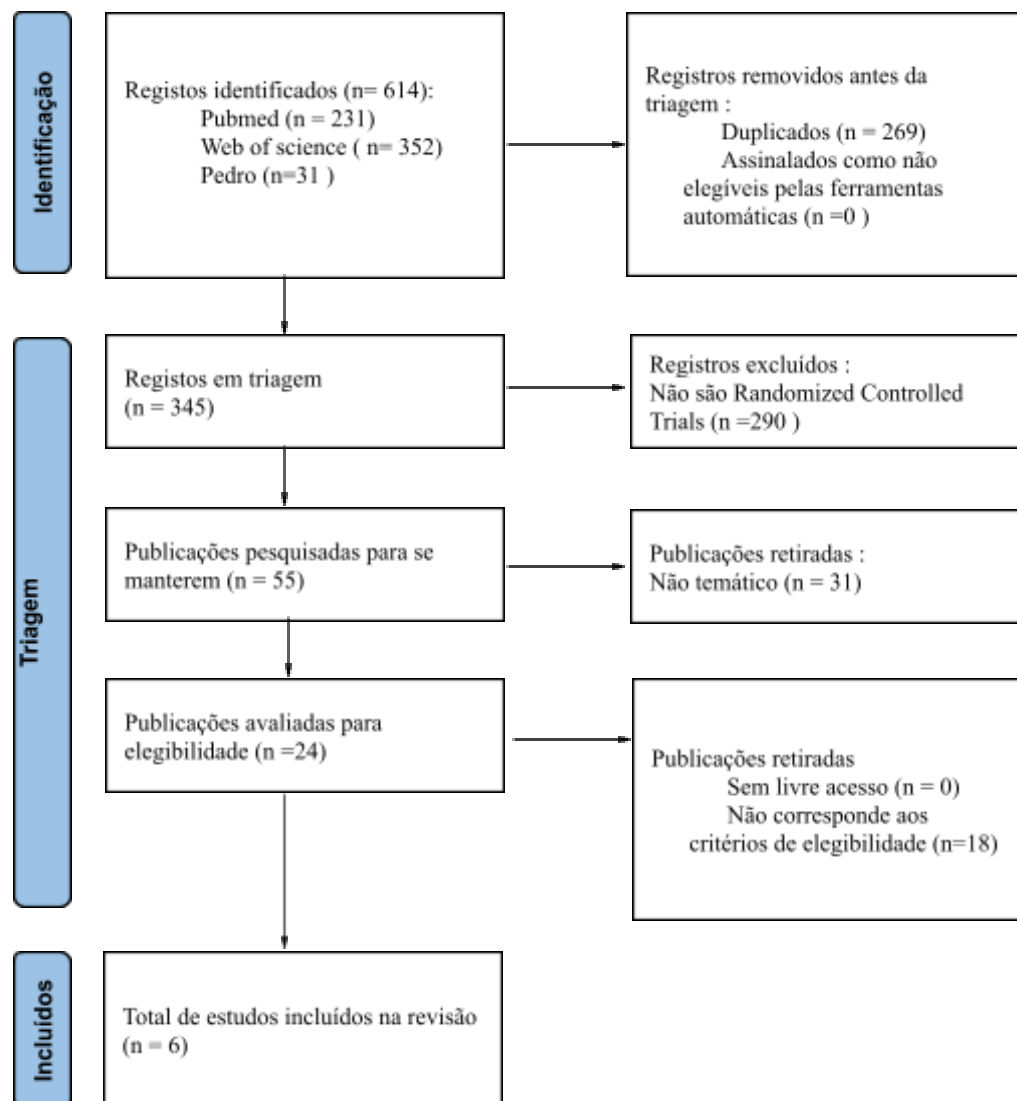 Identificação
Registos identificados (n= 614):
Pubmed (n = 231)
Web of science ( n= 352)
Pedro (n=31 )
Registros removidos antes da
triagem :
Duplicados (n = 269)
Assinalados como não
elegíveis pelas ferramentas
automáticas (n =0 )
Triagem
Registos em triagem
(n = 345)
Registros excluídos :
Não são Randomized Controlled
Trials (n =290 )
Publicações pesquisadas para se
manterem (n = 55)
Publicações retiradas :
Não temático (n = 31)
Publicações avaliadas para
elegibilidade (n =24)
Publicações retiradas
Sem livre acesso (n = 0)
Não corresponde aos
critérios de elegibilidade (n=18)
Incluídos
Total de estudos incluídos na revisão
(n = 6)